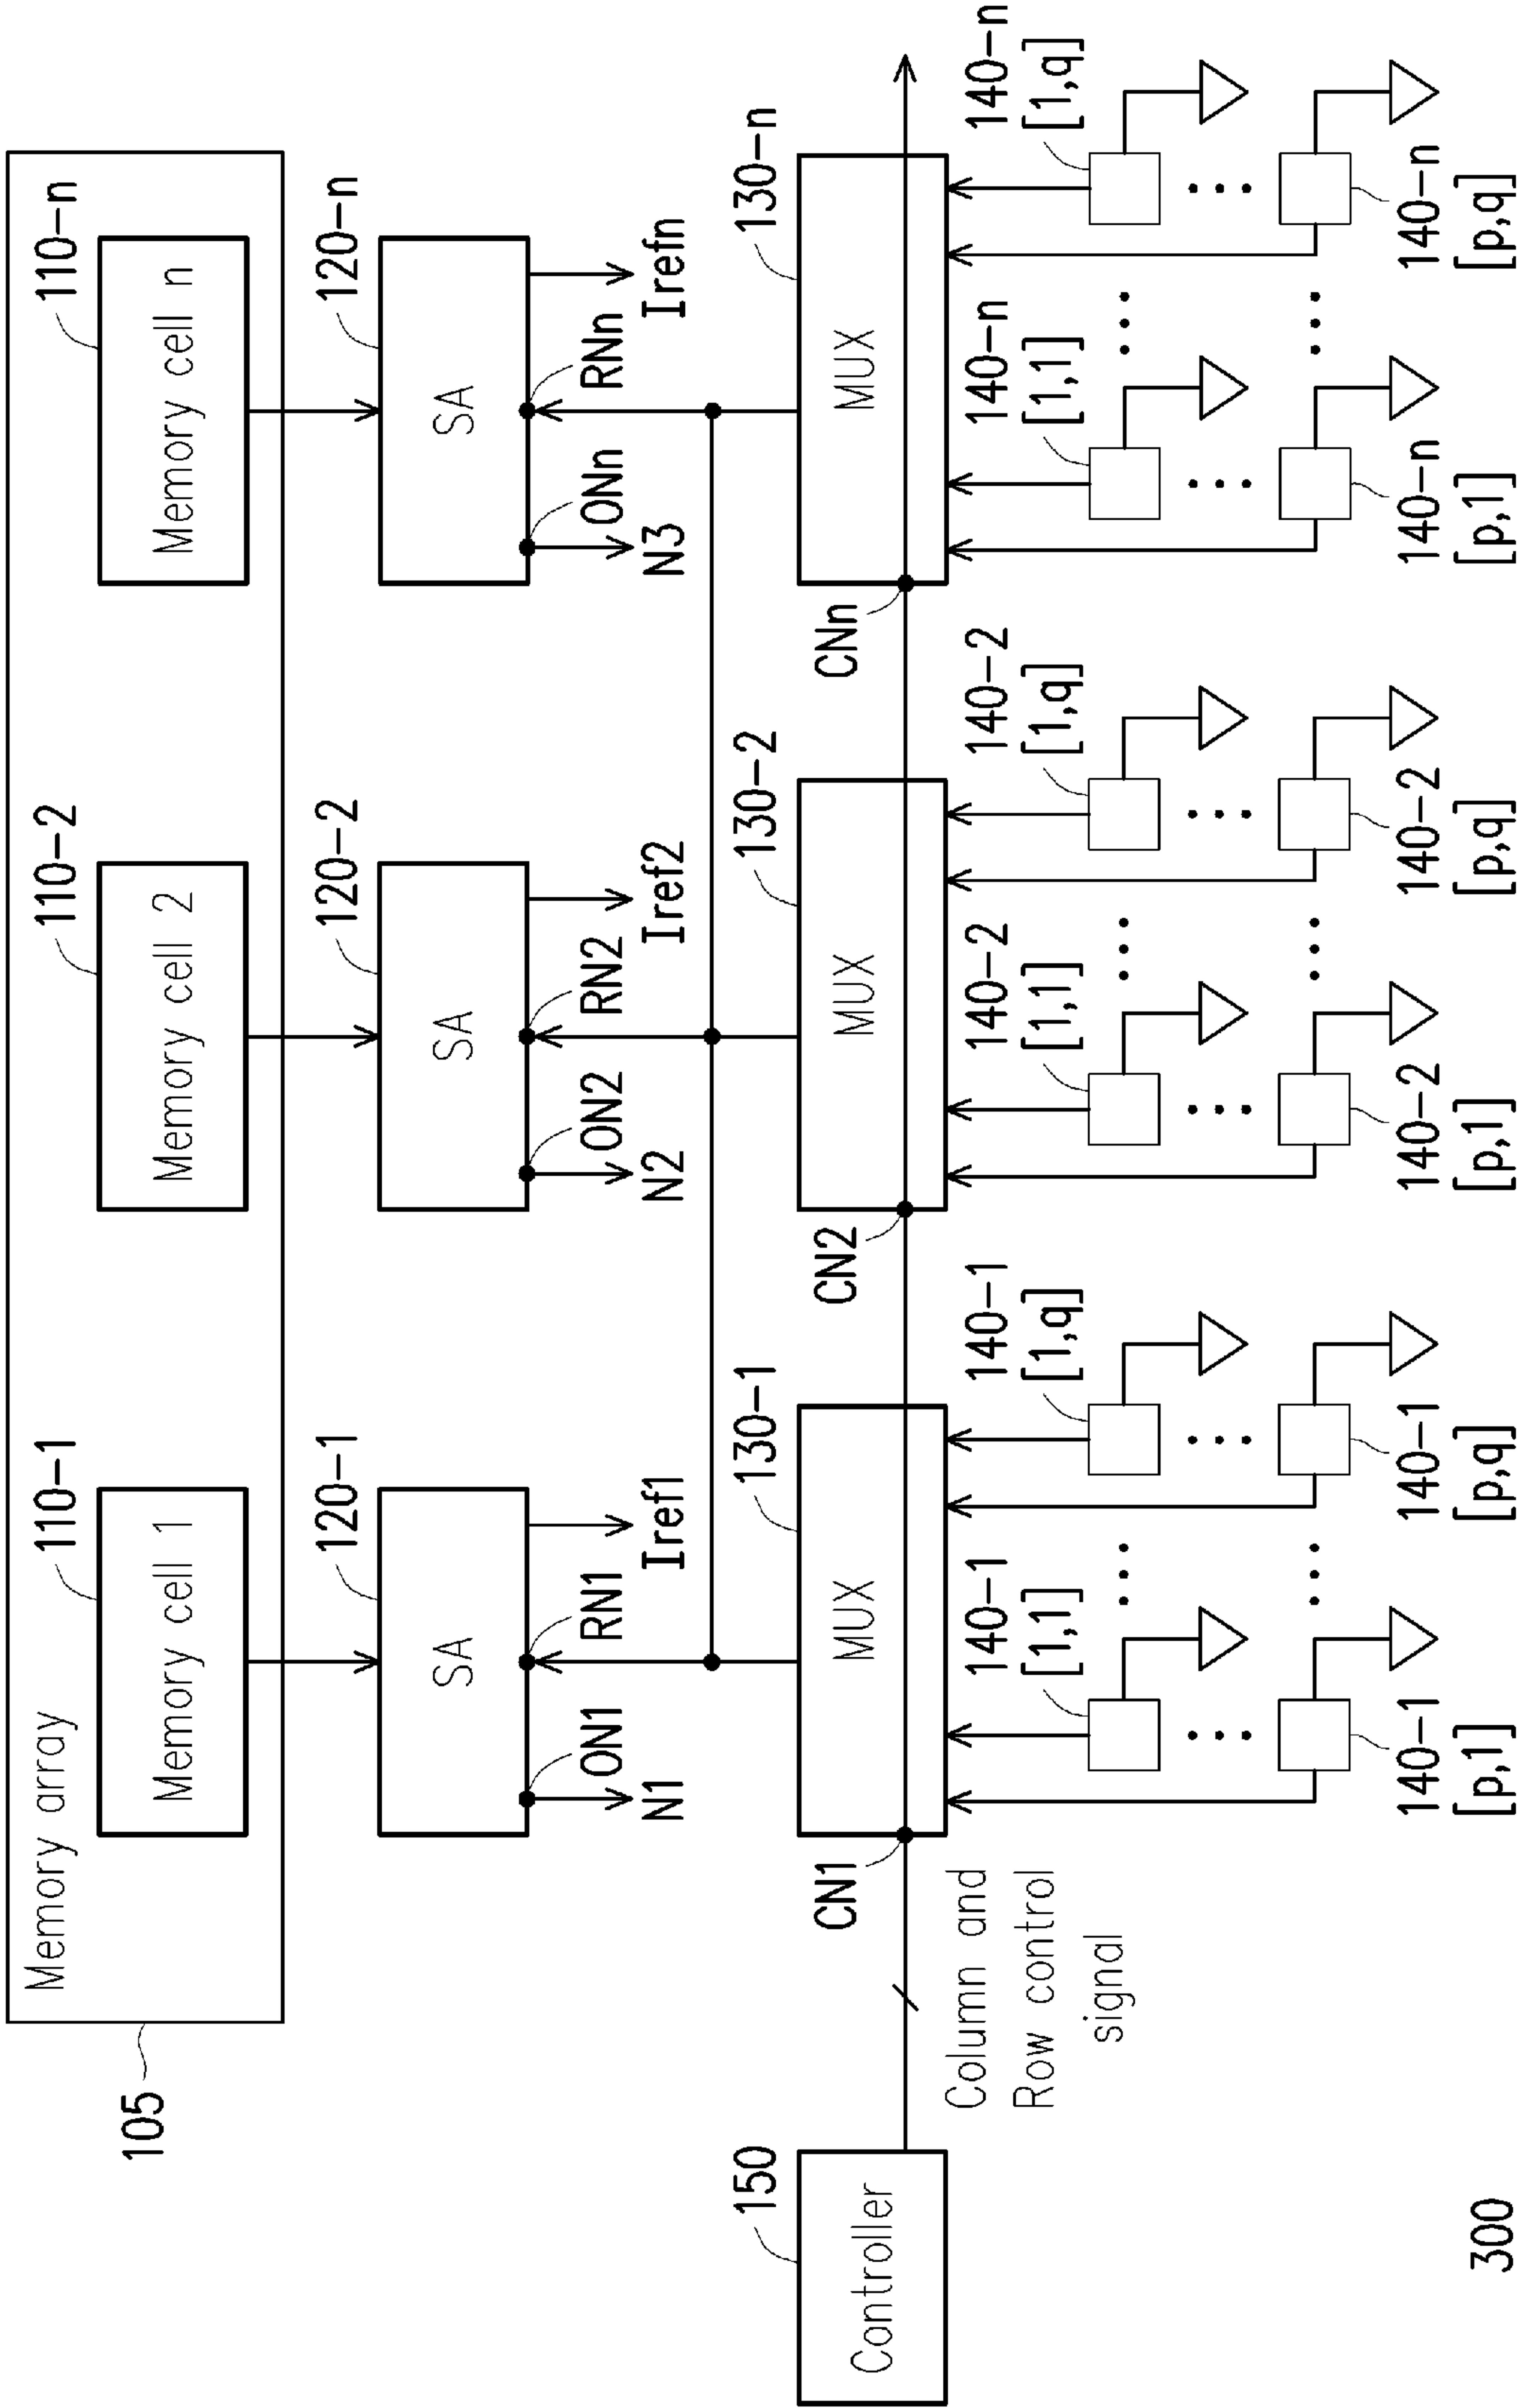 Memory array
105
110-1
Memory cell 1
110-2
Memory cell 2
110-n
Memory cell n
120-1
SA
120-2
SA
120-n
SA
ON1
RN1
N1
Iref1
ON2
RN2
N2
Iref2
ONn
RNn
N3
Irefn
150
Controller
130-1
MUX
CN1
130-2
MUX
CN2
130-n
MUX
CNn
Column and
Row control
signal
140-1
[1,1]
140-1
[1,q]
140-2
[1,1]
140-2
[1,q]
140-n
[1,1]
140-n
[1,q]
140-1
[p,1]
140-1
[p,q]
140-2
[p,1]
140-2
[p,q]
140-n
[p,1]
140-n
[p,q]
300